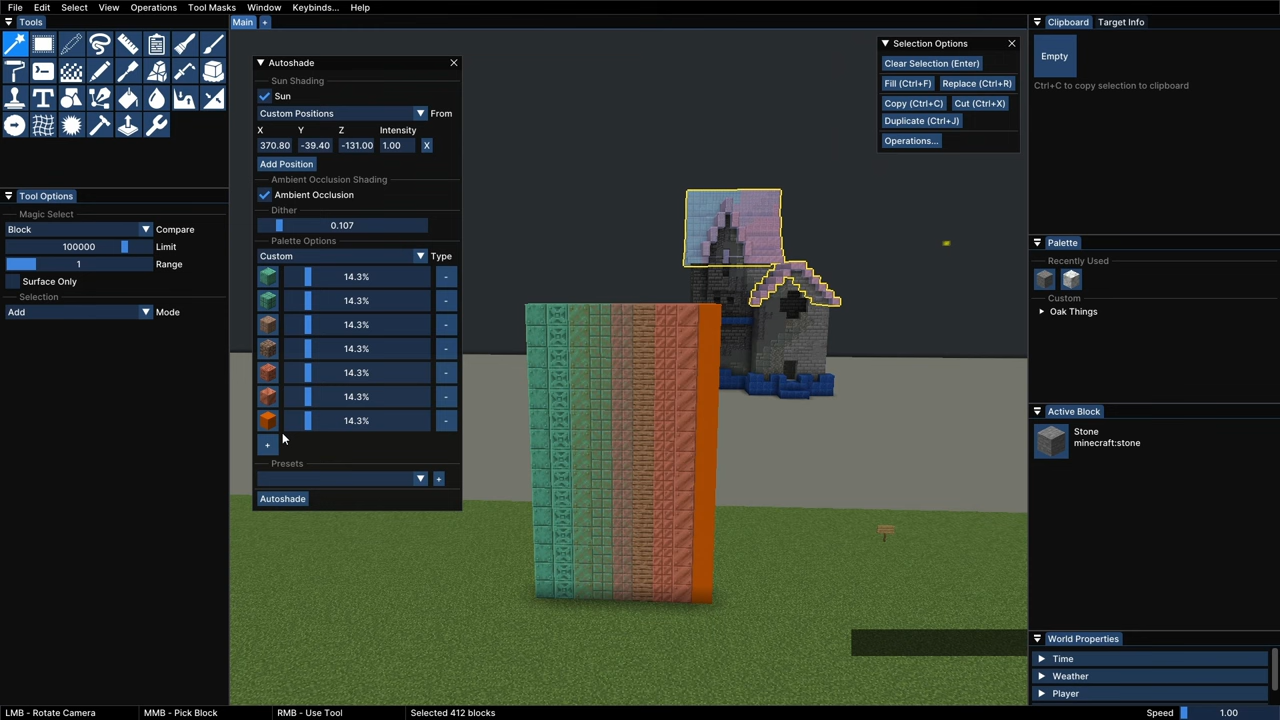 File Edit Select View Operations Tool Masks Window Keybinds... Help
Tools
Main +
Clipboard Target Info
Empty
Ctrl+C to copy selection to clipboard
Autoshade
Sun Shading
Sun
Custom Positions From
X Y Z Intensity
370.80 -39.40 -131.00 1.00 X
Add Position
Ambient Occlusion Shading
Ambient Occlusion
Dither
0.107
Palette Options
Custom Type
14.3% -
14.3% -
14.3% -
14.3% -
14.3% -
14.3% -
14.3% -
+
Presets
+
Autoshade
Selection Options
Clear Selection (Enter)
Fill (Ctrl+F) Replace (Ctrl+R)
Copy (Ctrl+C) Cut (Ctrl+X)
Duplicate (Ctrl+J)
Operations...
Tool Options
Magic Select
Block Compare
100000 Limit
1 Range
Surface Only
Selection
Add Mode
Palette
Recently Used
Custom
Oak Things
Active Block
Stone
minecraft:stone
World Properties
Time
Weather
Player
LMB - Rotate Camera MMB - Pick Block RMB - Use Tool Selected 412 blocks Speed 1.00